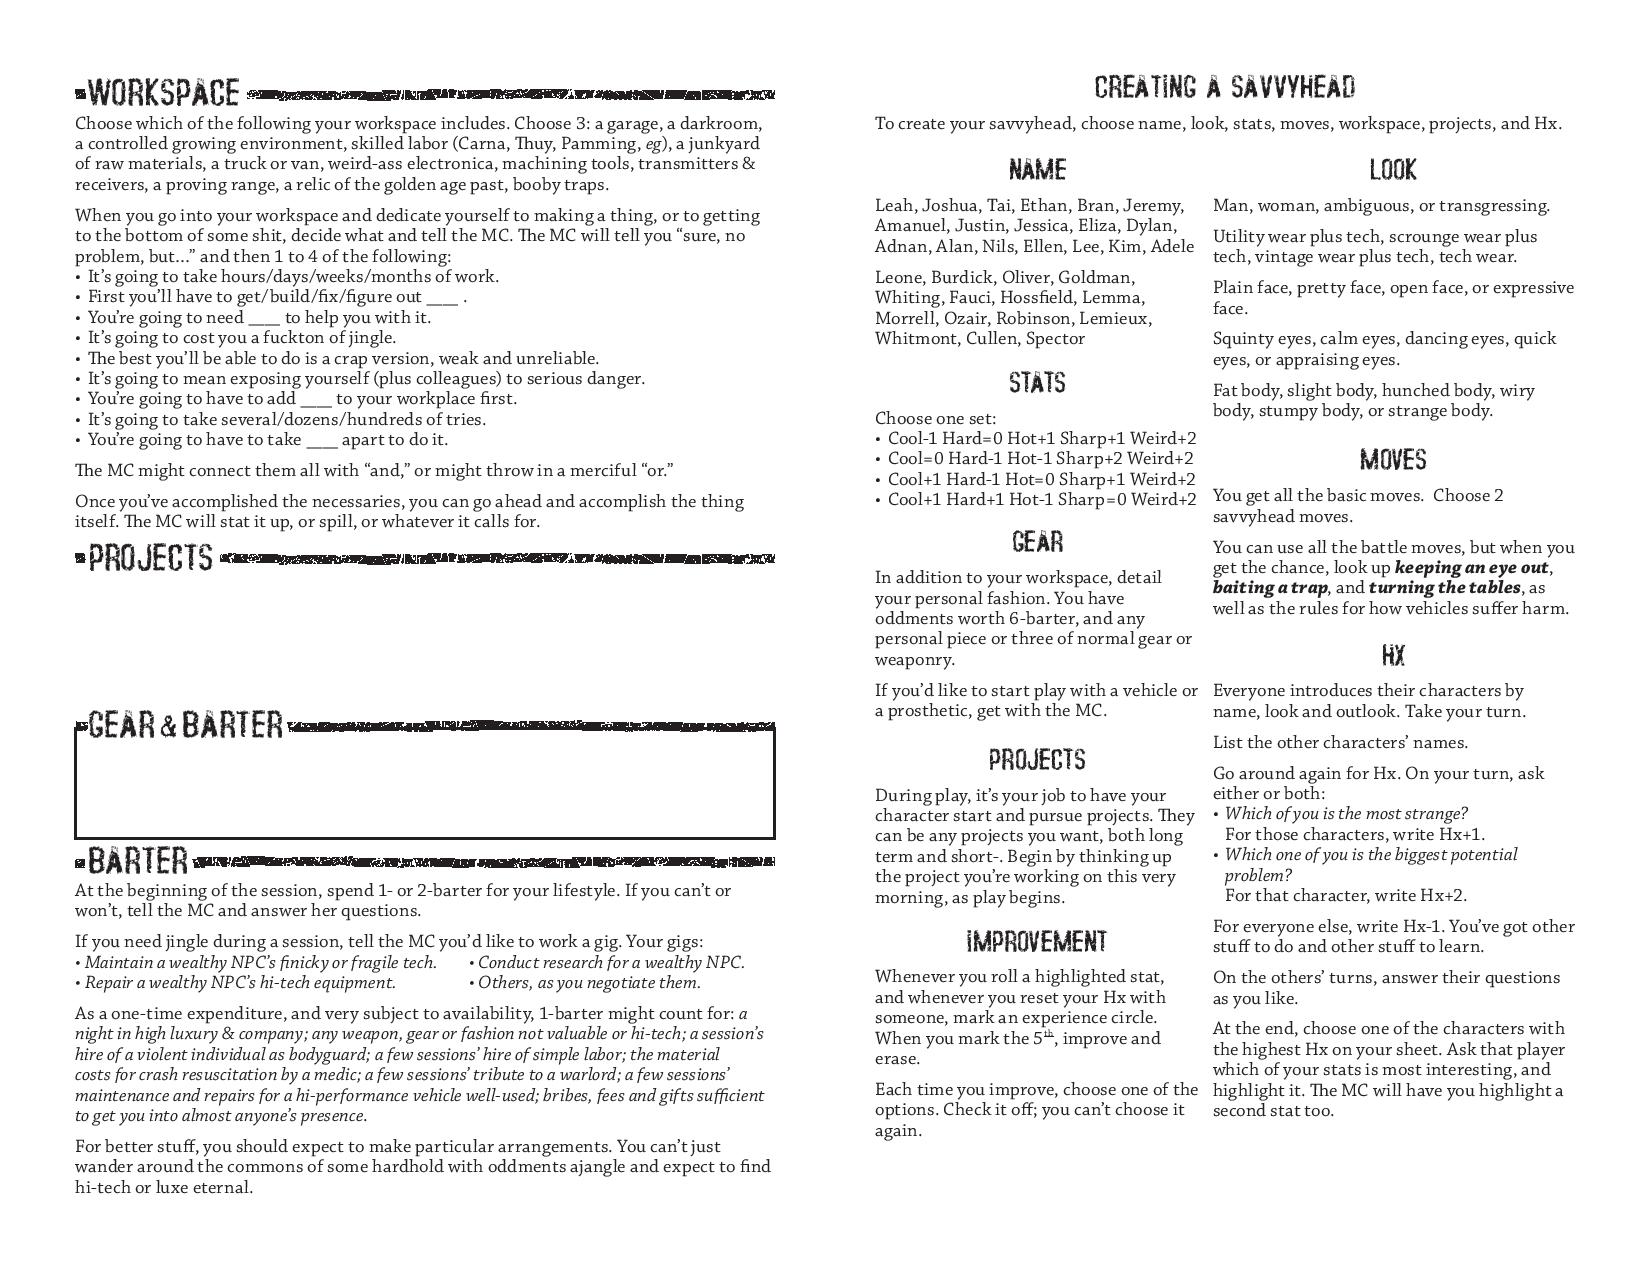 WORKSPACE
Choose which of the following your workspace includes. Choose 3: a garage, a darkroom,
a controlled growing environment, skilled labor (Carna, Thuy, Pamming, eg), a junkyard
of raw materials, a truck or van, weird-ass electronica, machining tools, transmitters &
receivers, a proving range, a relic of the golden age past, booby traps.
When you go into your workspace and dedicate yourself to making a thing, or to getting
to the bottom of some shit, decide what and tell the MC. The MC will tell you “sure, no
problem, but…” and then 1 to 4 of the following:
• It’s going to take hours/days/weeks/months of work.
• First you’ll have to get/build/fix/figure out ____ .
• You’re going to need ____ to help you with it.
• It’s going to cost you a fuckton of jingle.
• The best you’ll be able to do is a crap version, weak and unreliable.
• It’s going to mean exposing yourself (plus colleagues) to serious danger.
• You’re going to have to add ____ to your workplace first.
• It’s going to take several/dozens/hundreds of tries.
• You’re going to have to take ____ apart to do it.
The MC might connect them all with “and,” or might throw in a merciful “or.”
Once you’ve accomplished the necessaries, you can go ahead and accomplish the thing
itself. The MC will stat it up, or spill, or whatever it calls for.
PROJECTS
GEAR & BARTER
BARTER
At the beginning of the session, spend 1- or 2-barter for your lifestyle. If you can’t or
won’t, tell the MC and answer her questions.
If you need jingle during a session, tell the MC you’d like to work a gig. Your gigs:
• Maintain a wealthy NPC’s finicky or fragile tech. • Conduct research for a wealthy NPC.
• Repair a wealthy NPC’s hi-tech equipment. • Others, as you negotiate them.
As a one-time expenditure, and very subject to availability, 1-barter might count for: a
night in high luxury & company; any weapon, gear or fashion not valuable or hi-tech; a session’s
hire of a violent individual as bodyguard; a few sessions’ hire of simple labor; the material
costs for crash resuscitation by a medic; a few sessions’ tribute to a warlord; a few sessions’
maintenance and repairs for a hi-performance vehicle well-used; bribes, fees and gifts sufficient
to get you into almost anyone’s presence.
For better stuff, you should expect to make particular arrangements. You can’t just
wander around the commons of some hardhold with oddments ajangle and expect to find
hi-tech or luxe eternal.
CREATING A SAVVYHEAD
To create your savvyhead, choose name, look, stats, moves, workspace, projects, and Hx.
NAME
Leah, Joshua, Tai, Ethan, Bran, Jeremy,
Amanuel, Justin, Jessica, Eliza, Dylan,
Adnan, Alan, Nils, Ellen, Lee, Kim, Adele
Leone, Burdick, Oliver, Goldman,
Whiting, Fauci, Hossfield, Lemma,
Morrell, Ozair, Robinson, Lemieux,
Whitmont, Cullen, Spector
STATS
Choose one set:
• Cool-1 Hard=0 Hot+1 Sharp+1 Weird+2
• Cool=0 Hard-1 Hot-1 Sharp+2 Weird+2
• Cool+1 Hard-1 Hot=0 Sharp+1 Weird+2
• Cool+1 Hard+1 Hot-1 Sharp=0 Weird+2
GEAR
In addition to your workspace, detail
your personal fashion. You have
oddments worth 6-barter, and any
personal piece or three of normal gear or
weaponry.
If you’d like to start play with a vehicle or
a prosthetic, get with the MC.
PROJECTS
During play, it’s your job to have your
character start and pursue projects. They
can be any projects you want, both long
term and short-. Begin by thinking up
the project you’re working on this very
morning, as play begins.
IMPROVEMENT
Whenever you roll a highlighted stat,
and whenever you reset your Hx with
someone, mark an experience circle.
When you mark the 5th, improve and
erase.
Each time you improve, choose one of the
options. Check it off; you can’t choose it
again.
LOOK
Man, woman, ambiguous, or transgressing.
Utility wear plus tech, scrounge wear plus
tech, vintage wear plus tech, tech wear.
Plain face, pretty face, open face, or expressive
face.
Squinty eyes, calm eyes, dancing eyes, quick
eyes, or appraising eyes.
Fat body, slight body, hunched body, wiry
body, stumpy body, or strange body.
MOVES
You get all the basic moves. Choose 2
savvyhead moves.
You can use all the battle moves, but when you
get the chance, look up keeping an eye out,
baiting a trap, and turning the tables, as
well as the rules for how vehicles suffer harm.
HX
Everyone introduces their characters by
name, look and outlook. Take your turn.
List the other characters’ names.
Go around again for Hx. On your turn, ask
either or both:
• Which of you is the most strange?
For those characters, write Hx+1.
• Which one of you is the biggest potential
problem?
For that character, write Hx+2.
For everyone else, write Hx-1. You’ve got other
stuff to do and other stuff to learn.
On the others’ turns, answer their questions
as you like.
At the end, choose one of the characters with
the highest Hx on your sheet. Ask that player
which of your stats is most interesting, and
highlight it. The MC will have you highlight a
second stat too.